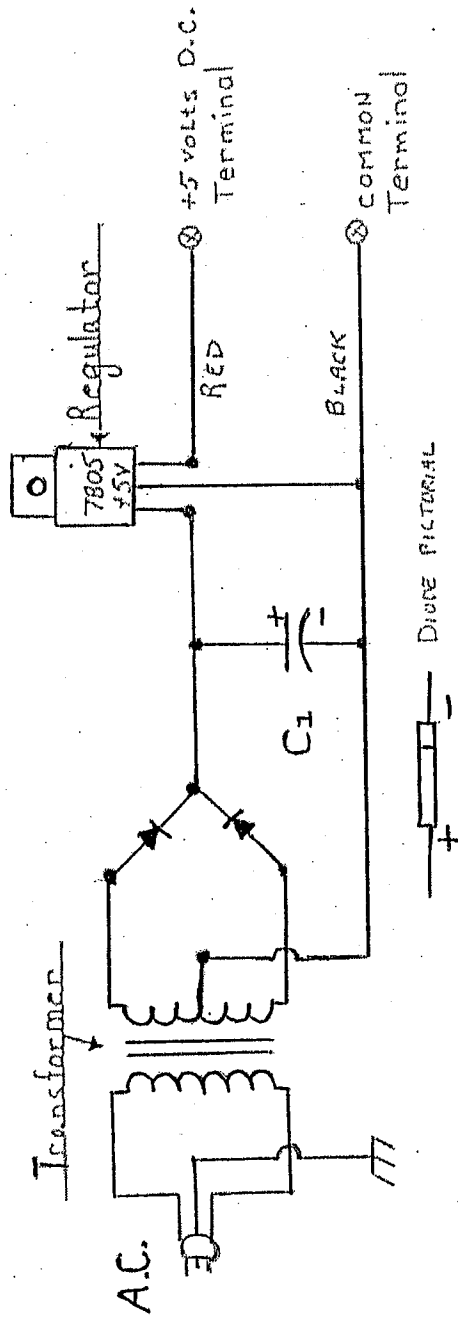 A.C.
Transformer
Regulator
7805
+5V
C1
+
-
RED
+5 volts D.C.
Terminal
BLACK
COMMON
Terminal
+
-
DIODE PICTORIAL